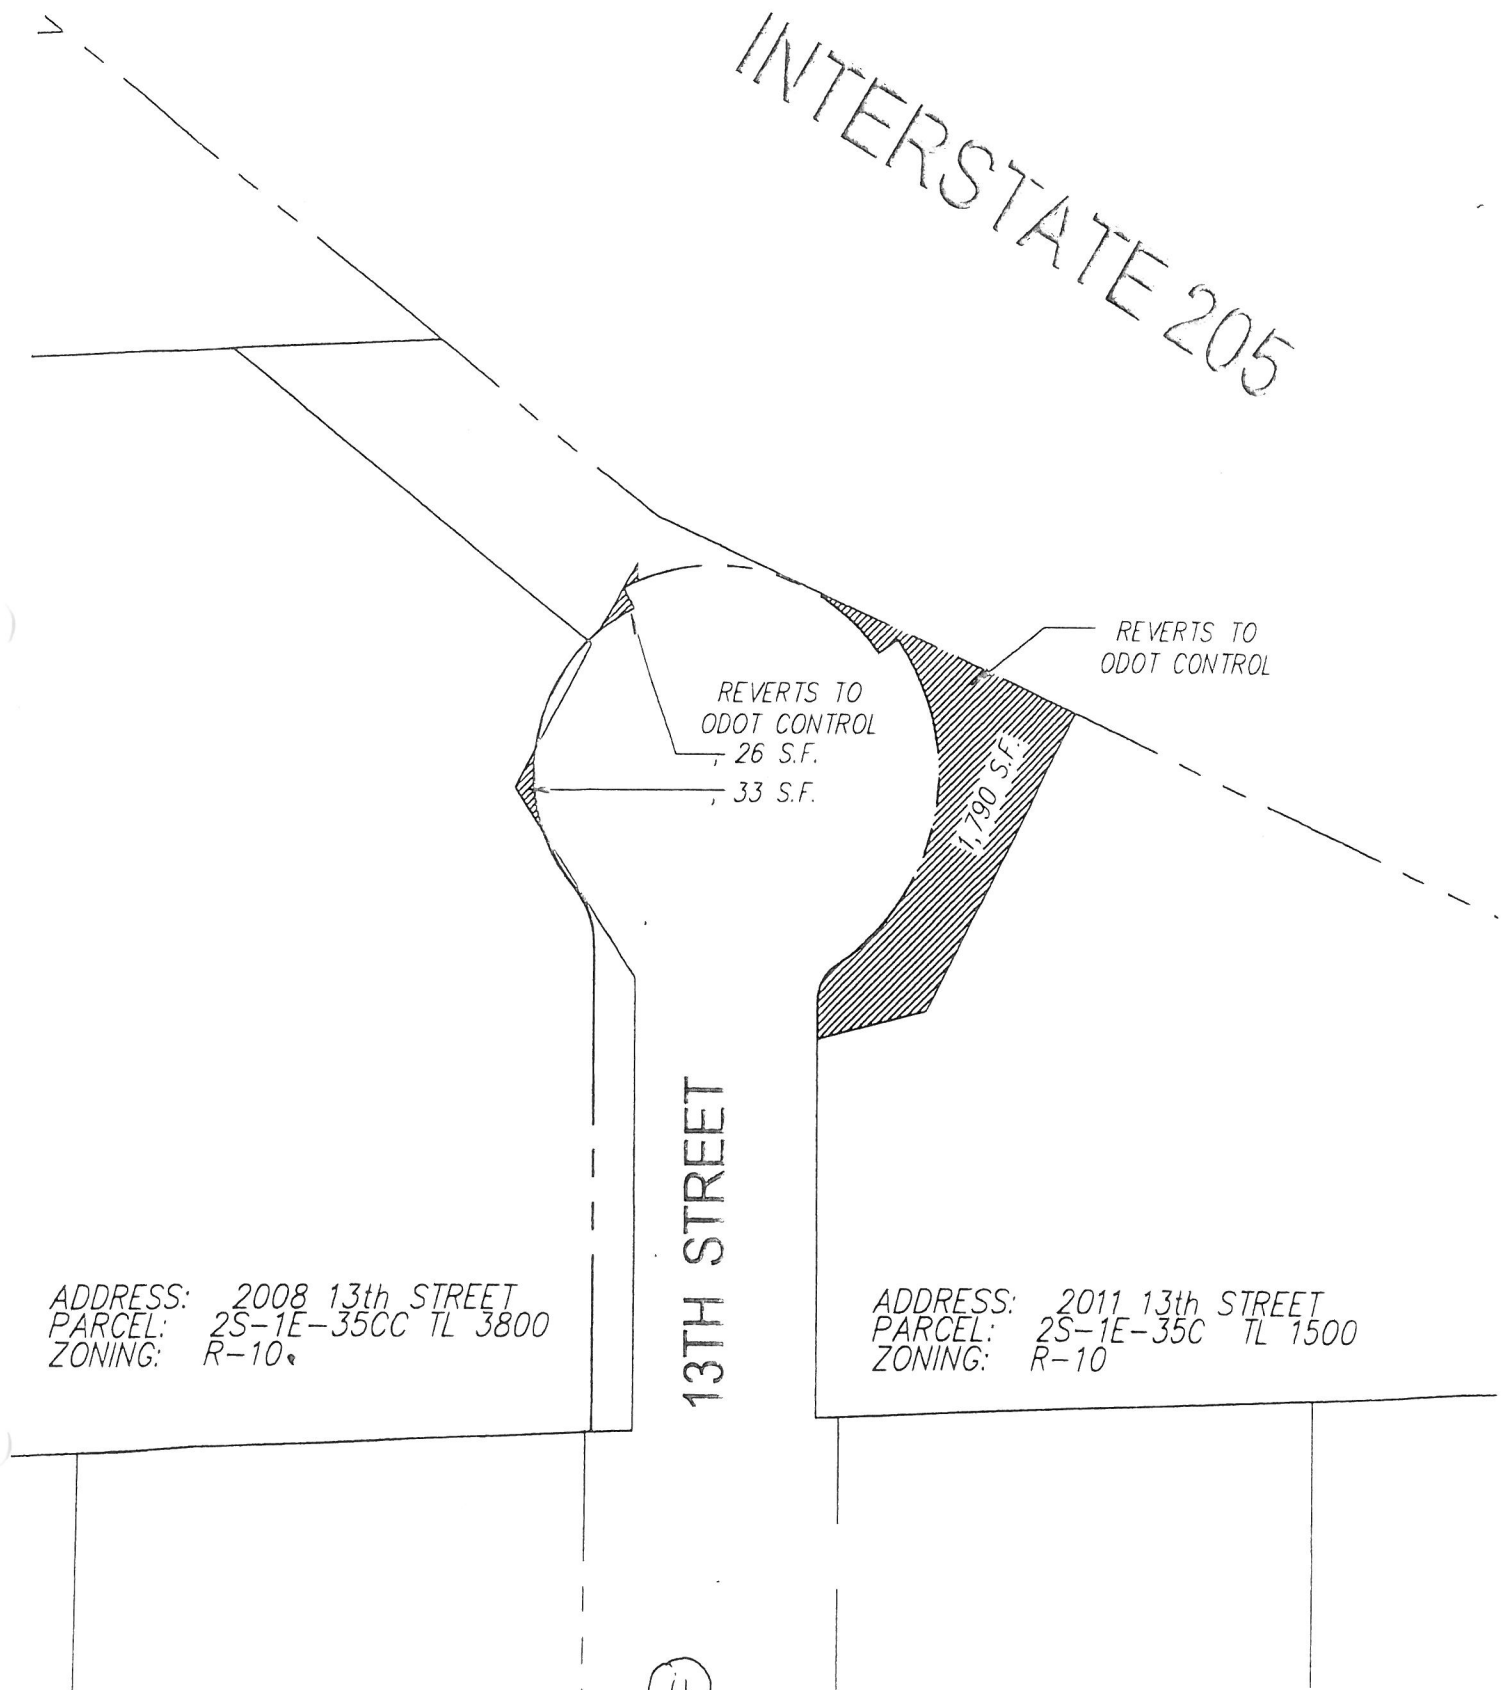 INTERSTATE 205
REVERTS TO
ODOT CONTROL
REVERTS TO
ODOT CONTROL
26 S.F.
33 S.F.
1,790 S.F.
13TH STREET
ADDRESS: 2008 13th STREET
PARCEL: 2S-1E-35CC TL 3800
ZONING: R-10
ADDRESS: 2011 13th STREET
PARCEL: 2S-1E-35C TL 1500
ZONING: R-10